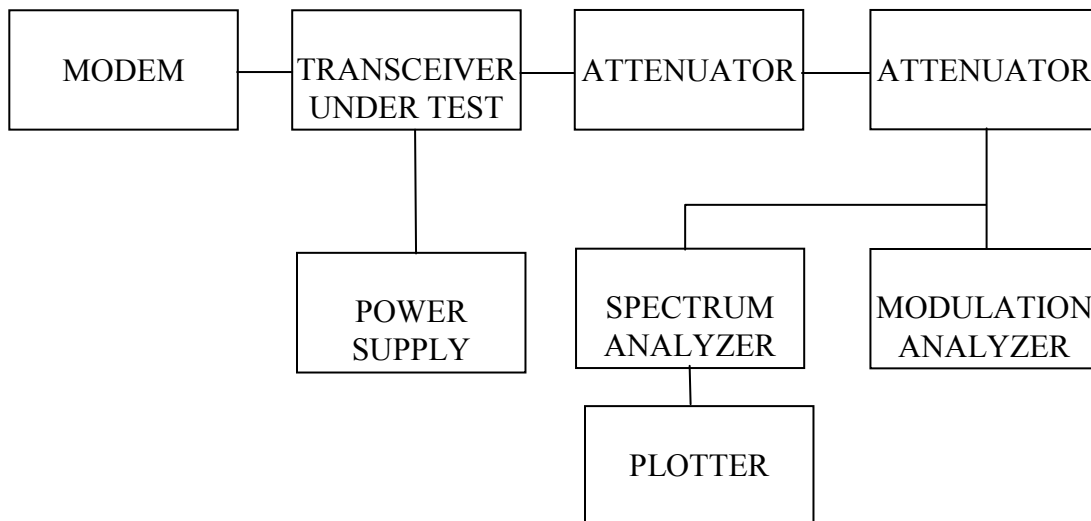 MODEM
TRANSCEIVER
UNDER TEST
ATTENUATOR
ATTENUATOR
POWER
SUPPLY
SPECTRUM
ANALYZER
MODULATION
ANALYZER
PLOTTER